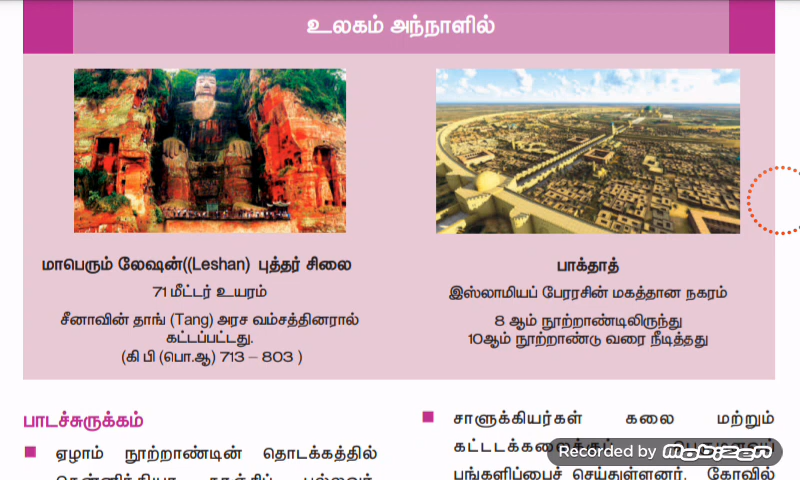 உலகம் அந்நாளில்
மாபெரும் லேஷன்((Leshan) புத்தர் சிலை
71 மீட்டர் உயரம்
சீனாவின் தாங் (Tang) அரச வம்சத்தினரால்
கட்டப்பட்டது.
(கி பி (பொ.ஆ) 713 – 803 )
பாக்தாத்
இஸ்லாமியப் பேரரசின் மகத்தான நகரம்
8 ஆம் நூற்றாண்டிலிருந்து
10ஆம் நூற்றாண்டு வரை நீடித்தது
பாடச்சுருக்கம்
ஏழாம் நூற்றாண்டின் தொடக்கத்தில்
சாளுக்கியர்கள் கலை மற்றும்
பங்களிப்பைச் செய்துள்ளனர். கோவில்
Recorded by mobizen